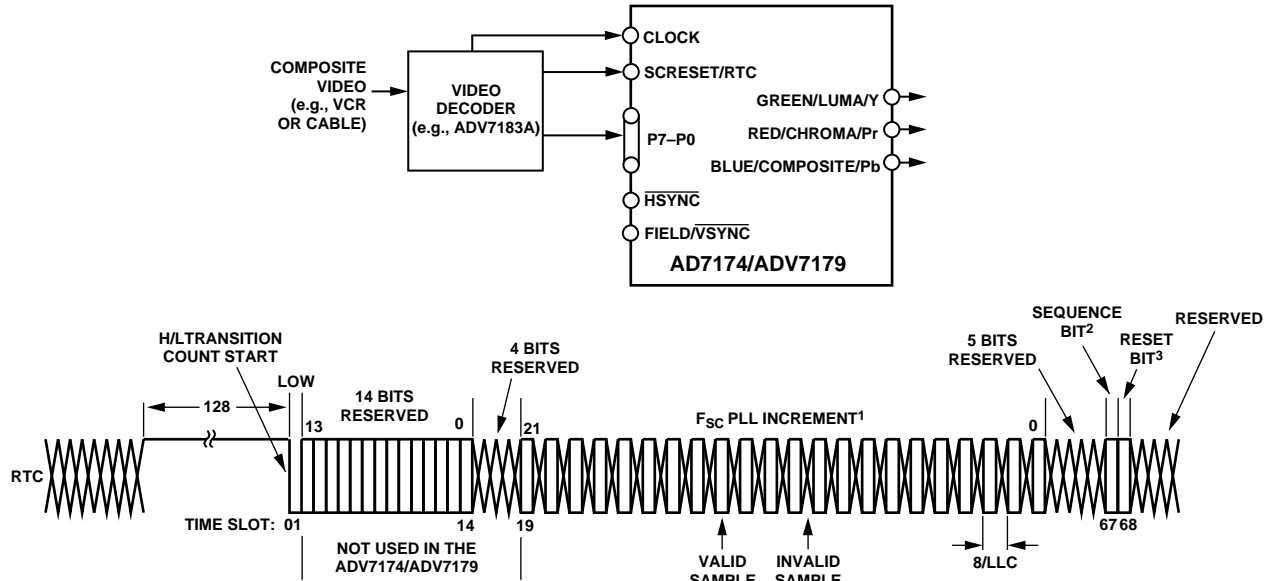 CLOCK
SCRESET/RTC
COMPOSITE
VIDEO
(e.g., VCR
OR CABLE)
VIDEO
DECODER
(e.g., ADV7183A)
P7–P0
GREEN/LUMA/Y
RED/CHROMA/Pr
BLUE/COMPOSITE/Pb
HSYNC
FIELD/VSYNC
AD7174/ADV7179
H/LTRANSITION
COUNT START
LOW
128
13
14 BITS
RESERVED
0
4 BITS
RESERVED
21
FSC PLL INCREMENT1
0
5 BITS
RESERVED
SEQUENCE
BIT2
RESET
BIT3
RESERVED
RTC
TIME SLOT: 01
14
19
67 68
NOT USED IN THE
ADV7174/ADV7179
VALID
SAMPLE
INVALID
SAMPLE
8/LLC